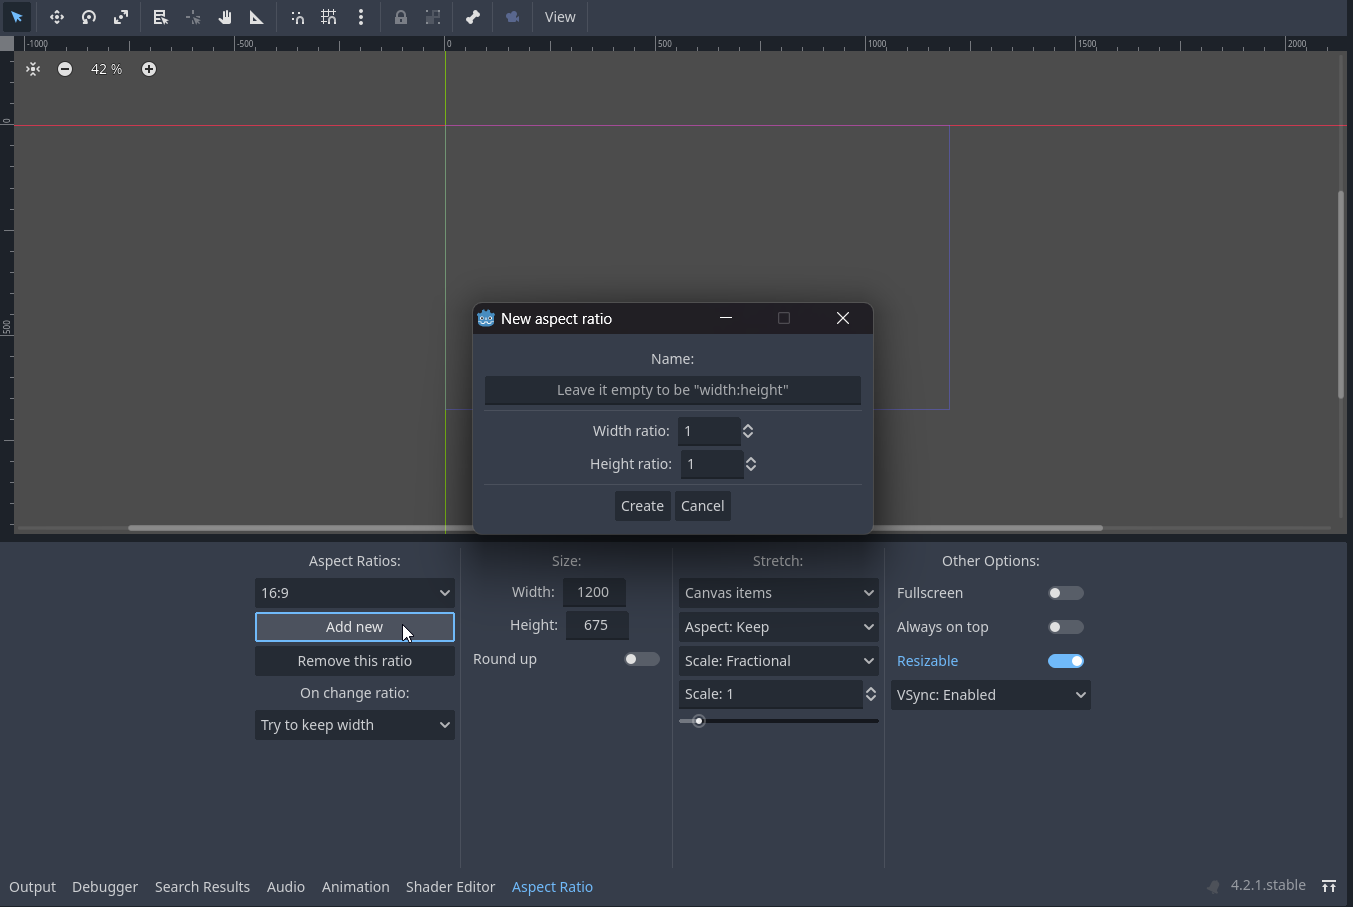 View
-1000 -500 0 500 1000 1500 2000
42 %
0
500
New aspect ratio
Name:
Leave it empty to be "width:height"
Width ratio: 1
Height ratio: 1
Create Cancel
Aspect Ratios:
16:9
Add new
Remove this ratio
On change ratio:
Try to keep width
Size:
Width: 1200
Height: 675
Round up
Stretch:
Canvas items
Aspect: Keep
Scale: Fractional
Scale: 1
Other Options:
Fullscreen
Always on top
Resizable
VSync: Enabled
Output Debugger Search Results Audio Animation Shader Editor Aspect Ratio 4.2.1.stable